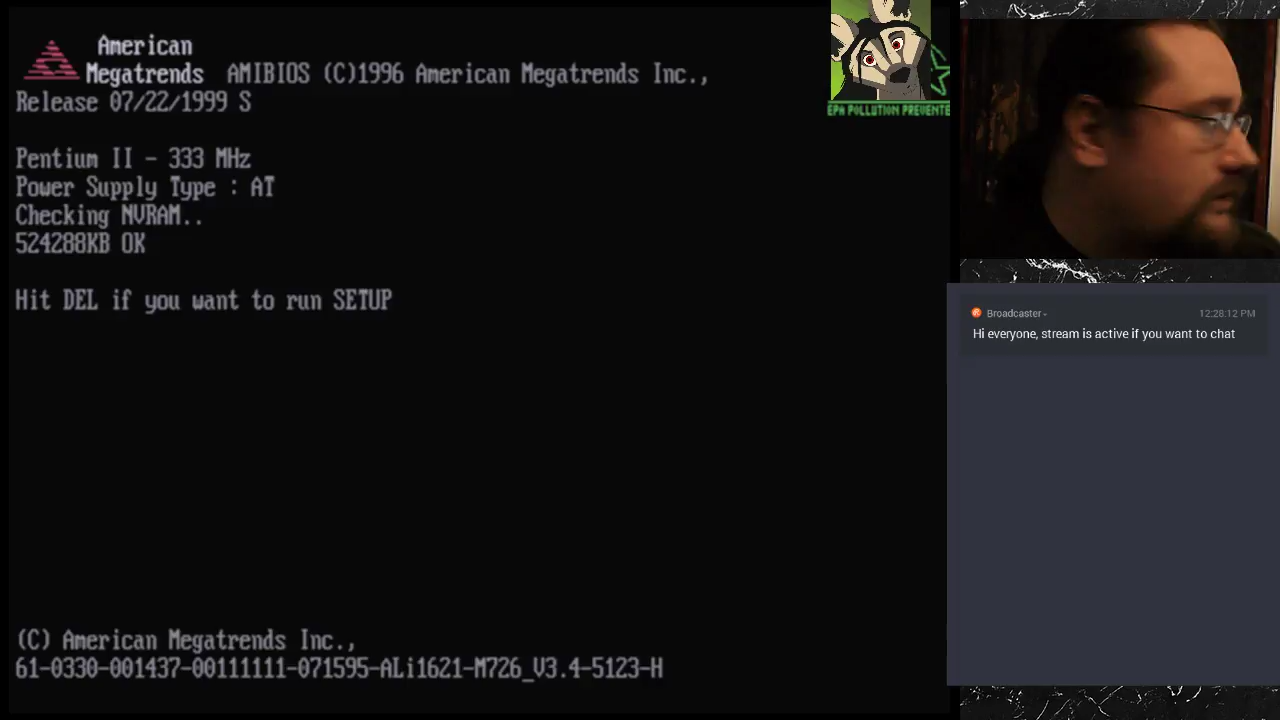 American
Megatrends AMIBIOS (C)1996 American Megatrends Inc.,
Release 07/22/1999 S
EPA POLLUTION PREVENTE
Pentium II - 333 MHz
Power Supply Type : AT
Checking NVRAM..
524288KB OK
Hit DEL if you want to run SETUP
(C) American Megatrends Inc.,
61-0330-001437-00111111-071595-ALi1621-M726_V3.4-5123-H
Broadcaster 12:28:12 PM
Hi everyone, stream is active if you want to chat